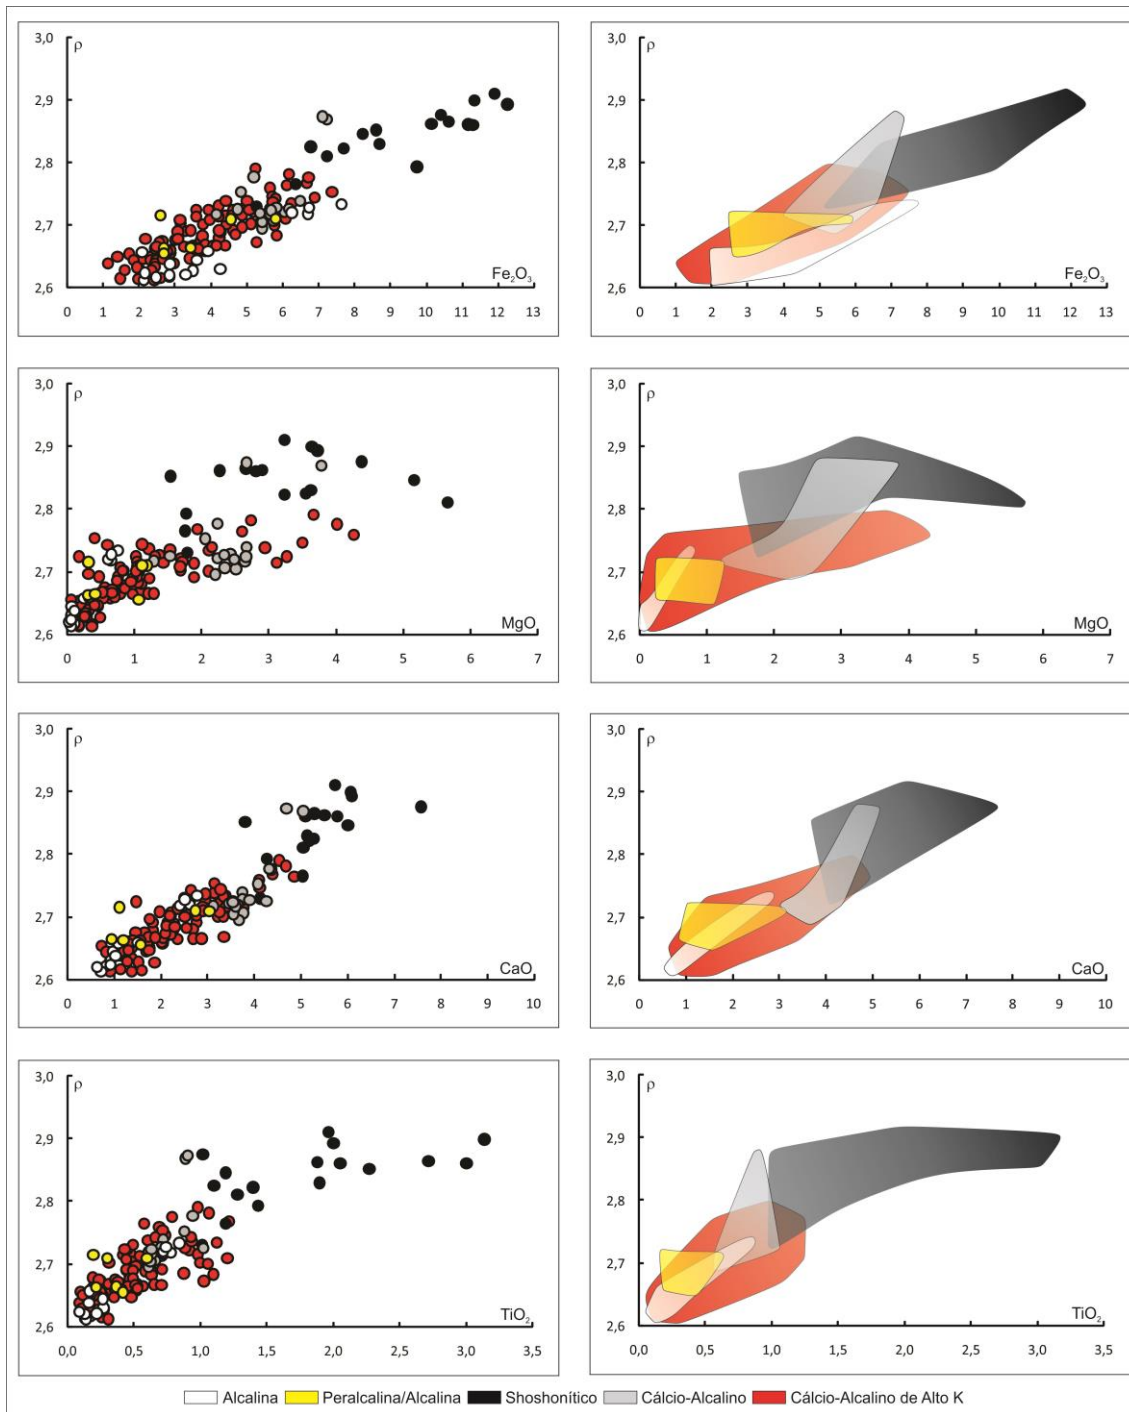 3,0 ρ
2,9
2,8
2,7
2,6
Fe₂O₃
0 1 2 3 4 5 6 7 8 9 10 11 12 13
3,0 ρ
2,9
2,8
2,7
2,6
Fe₂O₃
0 1 2 3 4 5 6 7 8 9 10 11 12 13
3,0 ρ
2,9
2,8
2,7
2,6
MgO
0 1 2 3 4 5 6 7
3,0 ρ
2,9
2,8
2,7
2,6
MgO
0 1 2 3 4 5 6 7
3,0 ρ
2,9
2,8
2,7
2,6
CaO
0 1 2 3 4 5 6 7 8 9 10
3,0 ρ
2,9
2,8
2,7
2,6
CaO
0 1 2 3 4 5 6 7 8 9 10
3,0 ρ
2,9
2,8
2,7
2,6
TiO₂
0,0 0,5 1,0 1,5 2,0 2,5 3,0 3,5
3,0 ρ
2,9
2,8
2,7
2,6
TiO₂
0,0 0,5 1,0 1,5 2,0 2,5 3,0 3,5
Alcalina Peralcalina/Alcalina Shoshonítico Cálcio-Alcalino Cálcio-Alcalino de Alto K